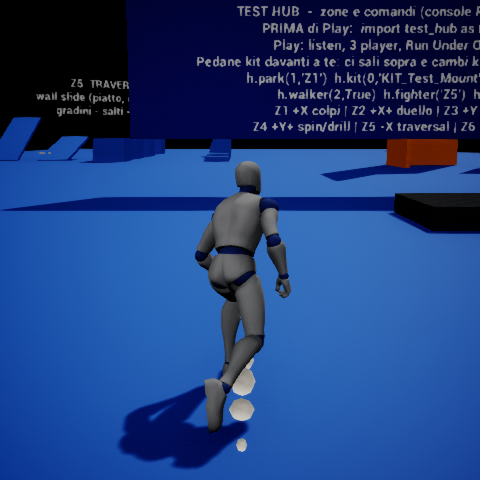 TEST HUB - zone e comandi (console P
PRIMA di Play: import test_hub as
Play: listen, 3 player, Run Under O
Pedane kit davanti a te: ci sali sopra e cambi k
h.park(1,'Z1') h.kit(0,'KIT_Test_Mount'
h.walker(2,True) h.fighter('Z5') h
Z1 +X colpi | Z2 +X+ duello | Z3 +Y
Z4 +Y+ spin/drill | Z5 -X traversal | Z6
Z5 TRAVER
wall slide (piatto,
gradini - salti -